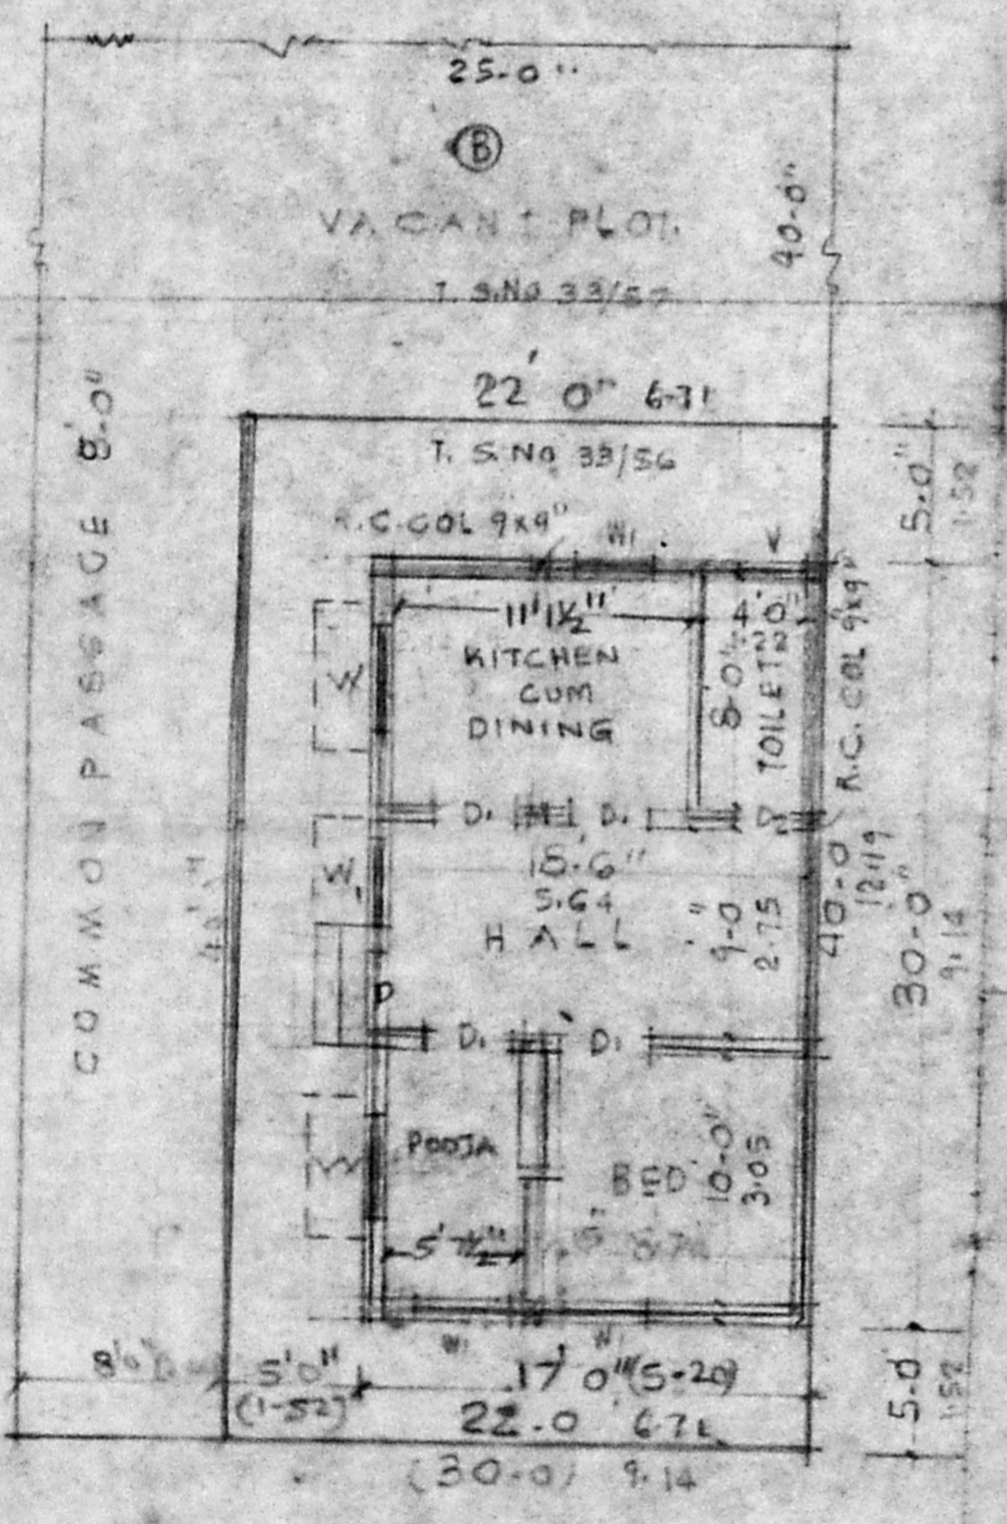 25-0"
B
VACANT PLOT.
40-0"
T. S.No 33/57
22' 0" 6-71
T. S. No 33/56
COMMON PASSAGE 8'-0"
5-0"
1-52
R.C.COL 9x9"
W1
V
11' 1½"
4' 0"
1-22
KITCHEN
CUM
DINING
8'-0"
TOILET
R.C. COL 9x9"
W
D1
D1
D
18'-6"
5.64
HALL
W1
9'-0"
2.75
40-0
12-19
30-0"
9.14
D
D1
D1
POOJA
BED
10-0"
3.05
W
5' 7½"
W1
W1
8'0"
5'0"
(1-52)
17' 0" (5-20)
22-0 6-71
(30-0) 9.14
5-0
1-52